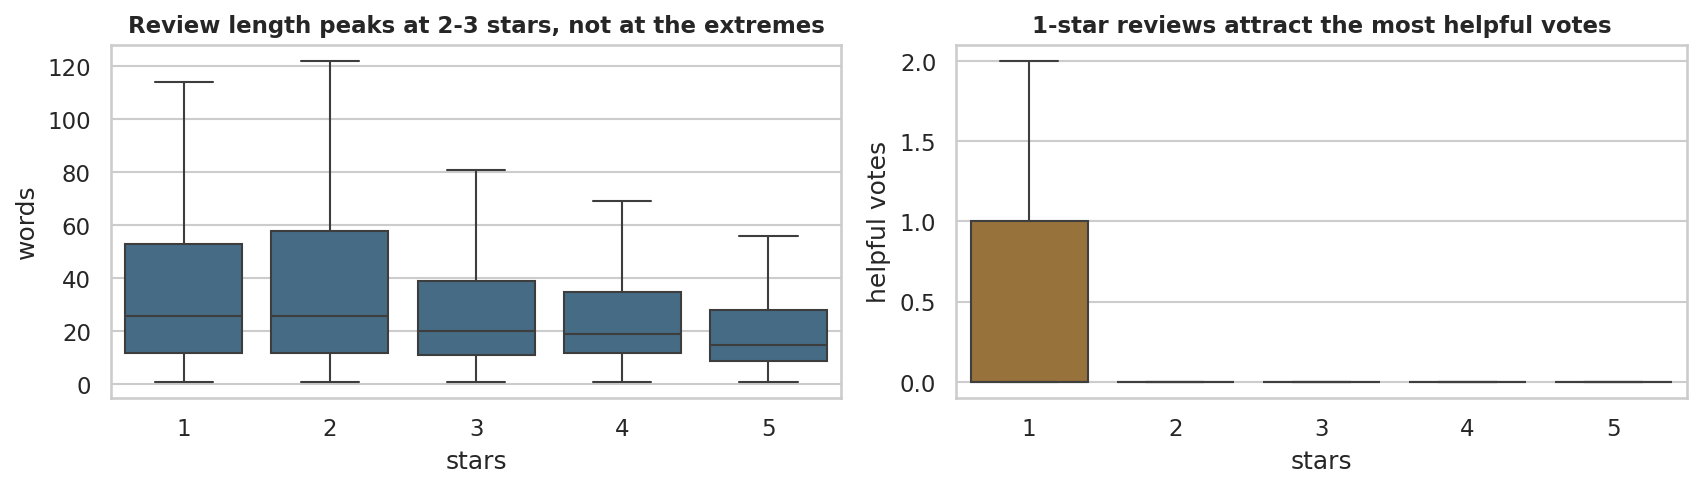 Review length peaks at 2-3 stars, not at the extremes
120
100
80
60
40
20
0
words
1 2 3 4 5
stars
1-star reviews attract the most helpful votes
2.0
1.5
1.0
0.5
0.0
helpful votes
1 2 3 4 5
stars